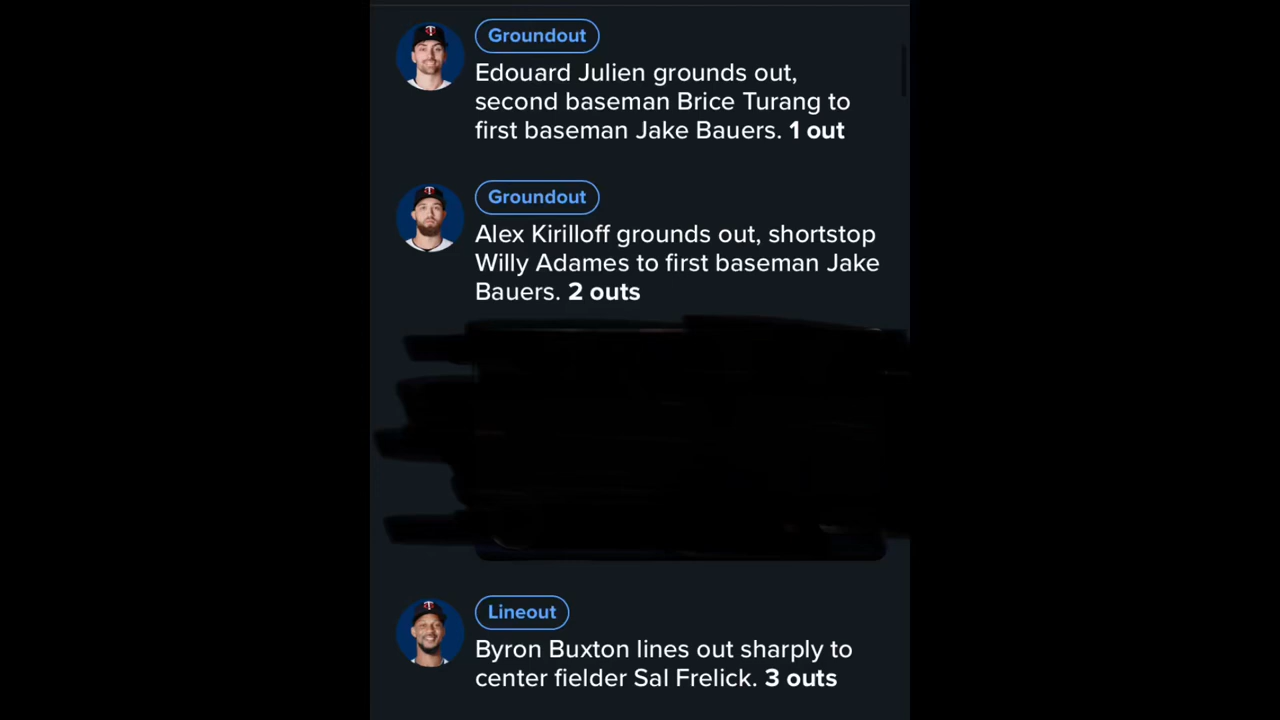 Groundout
Edouard Julien grounds out,
second baseman Brice Turang to
first baseman Jake Bauers. 1 out
Groundout
Alex Kirilloff grounds out, shortstop
Willy Adames to first baseman Jake
Bauers. 2 outs
Lineout
Byron Buxton lines out sharply to
center fielder Sal Frelick. 3 outs